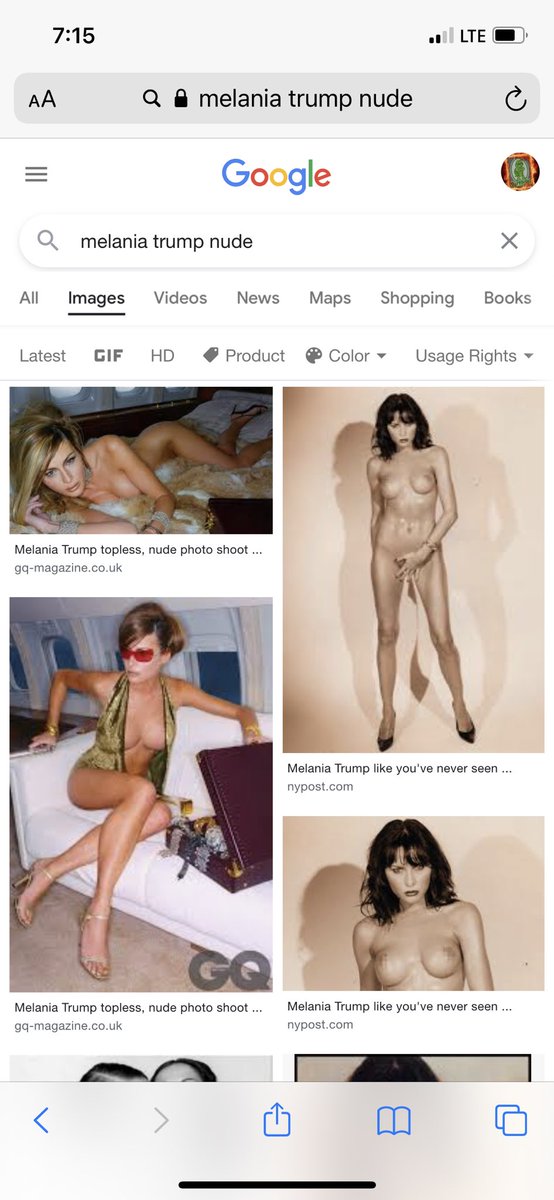 7:15
LTE
AA melania trump nude
Google
melania trump nude
All Images Videos News Maps Shopping Books
Latest GIF HD Product Color Usage Rights
Melania Trump topless, nude photo shoot ...
gq-magazine.co.uk
GQ
Melania Trump topless, nude photo shoot ...
gq-magazine.co.uk
Melania Trump like you've never seen ...
nypost.com
Melania Trump like you've never seen ...
nypost.com